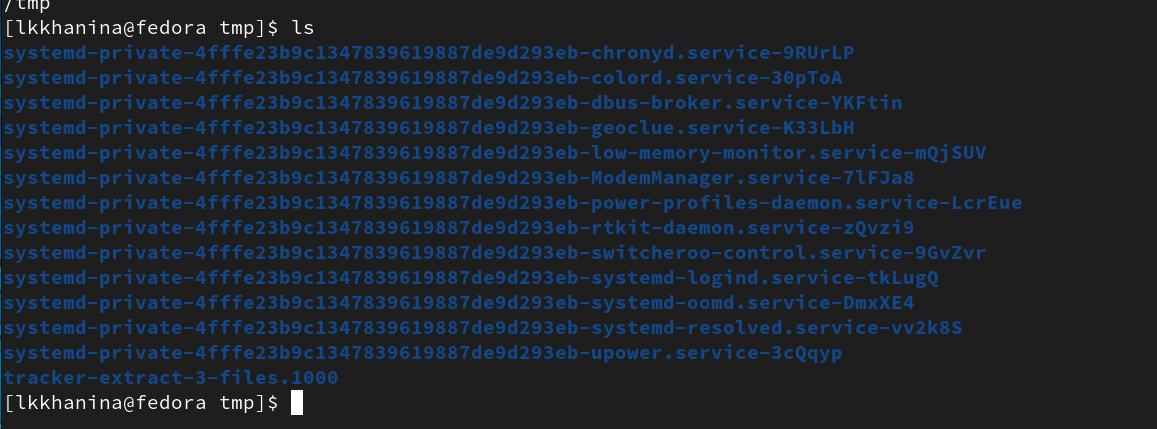 /tmp
[lkkhanina@fedora tmp]$ ls
systemd-private-4fffe23b9c1347839619887de9d293eb-chronyd.service-9RUrLP
systemd-private-4fffe23b9c1347839619887de9d293eb-colord.service-30pToA
systemd-private-4fffe23b9c1347839619887de9d293eb-dbus-broker.service-YKFtin
systemd-private-4fffe23b9c1347839619887de9d293eb-geoclue.service-K33LbH
systemd-private-4fffe23b9c1347839619887de9d293eb-low-memory-monitor.service-mQjSUV
systemd-private-4fffe23b9c1347839619887de9d293eb-ModemManager.service-7lFJa8
systemd-private-4fffe23b9c1347839619887de9d293eb-power-profiles-daemon.service-LcrEue
systemd-private-4fffe23b9c1347839619887de9d293eb-rtkit-daemon.service-zQvzi9
systemd-private-4fffe23b9c1347839619887de9d293eb-switcheroo-control.service-9GvZvr
systemd-private-4fffe23b9c1347839619887de9d293eb-systemd-logind.service-tkLugQ
systemd-private-4fffe23b9c1347839619887de9d293eb-systemd-oomd.service-DmxXE4
systemd-private-4fffe23b9c1347839619887de9d293eb-systemd-resolved.service-vv2k8S
systemd-private-4fffe23b9c1347839619887de9d293eb-upower.service-3cQqyp
tracker-extract-3-files.1000
[lkkhanina@fedora tmp]$